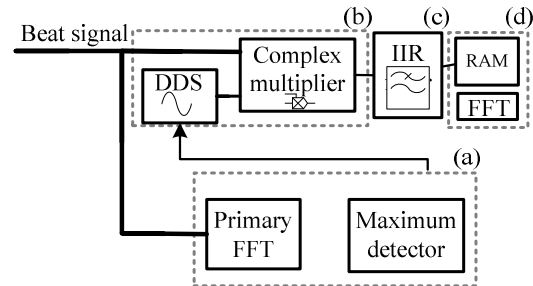 Beat signal
(b)
(c)
(d)
DDS
Complex
multiplier
IIR
RAM
FFT
(a)
Primary
FFT
Maximum
detector